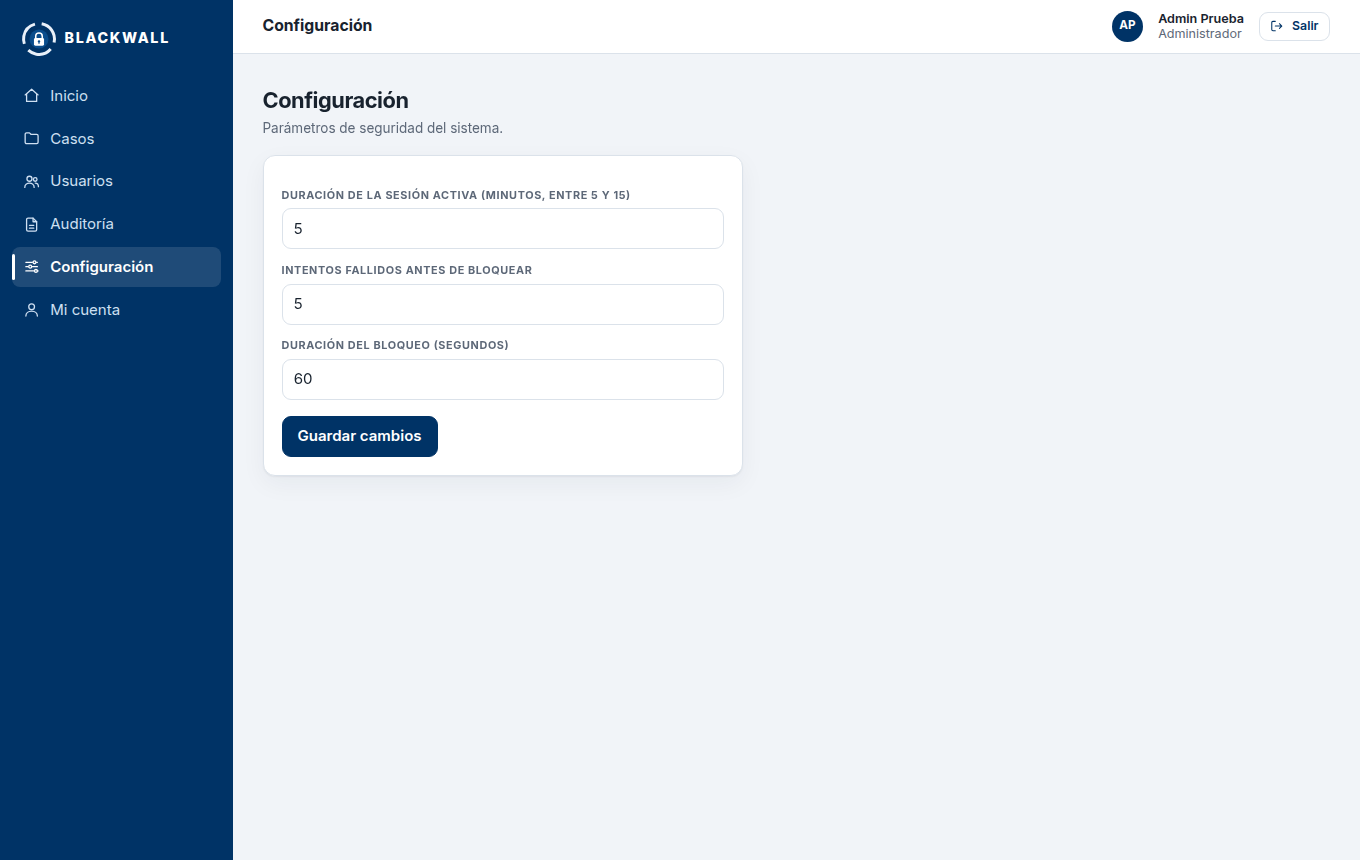 BLACKWALL
Inicio
Casos
Usuarios
Auditoría
Configuración
Mi cuenta
Configuración
AP
Admin Prueba
Administrador
Salir
Configuración
Parámetros de seguridad del sistema.
DURACIÓN DE LA SESIÓN ACTIVA (MINUTOS, ENTRE 5 Y 15)
5
INTENTOS FALLIDOS ANTES DE BLOQUEAR
5
DURACIÓN DEL BLOQUEO (SEGUNDOS)
60
Guardar cambios